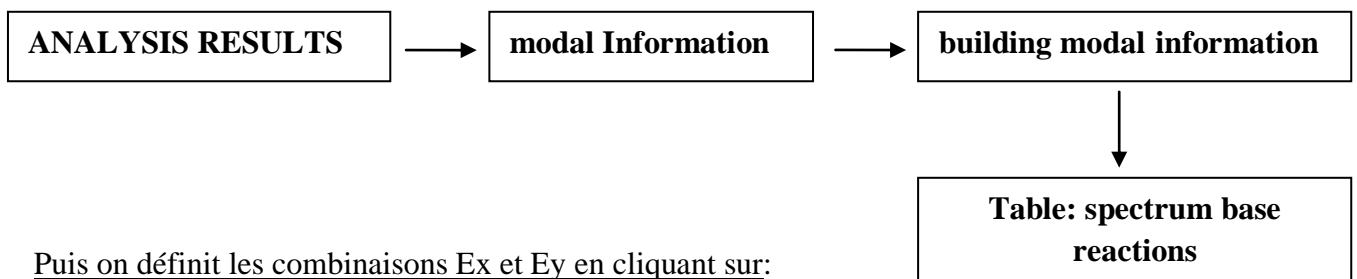 ANALYSIS RESULTS
modal Information
building modal information
Table: spectrum base
reactions
Puis on définit les combinaisons Ex et Ey en cliquant sur: